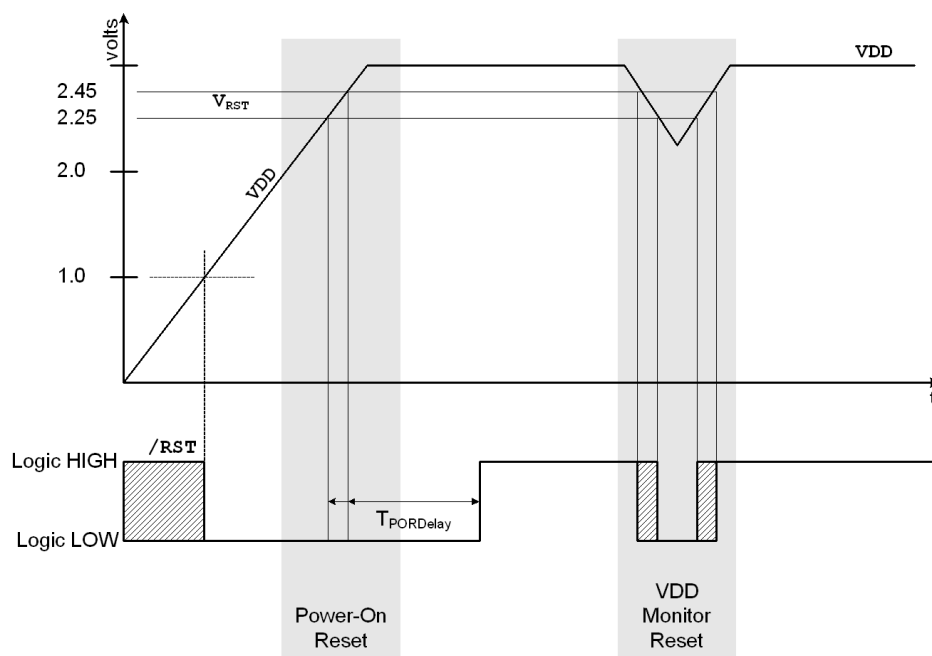 volts
VDD
2.45
VRST
2.25
2.0
VDD
1.0
t
/RST
Logic HIGH
TPORDelay
Logic LOW
Power-On
Reset
VDD
Monitor
Reset